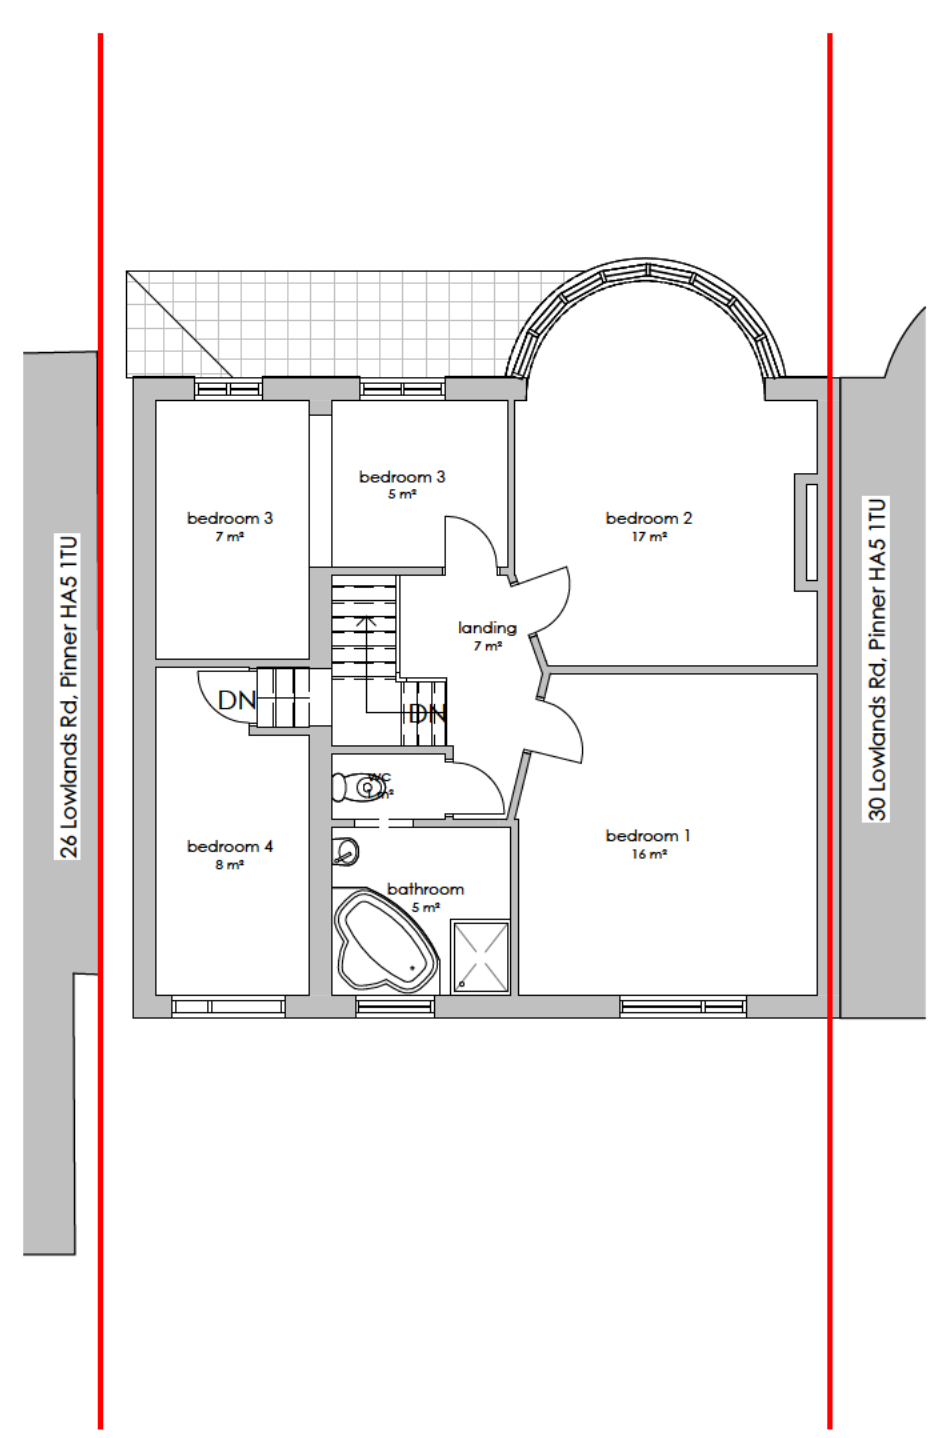 bedroom 3
5 m²
bedroom 3
7 m²
bedroom 2
17 m²
26 Lowlands Rd, Pinner HA5 1TU
30 Lowlands Rd, Pinner HA5 1TU
landing
7 m²
DN
DN
wc
1 m²
bedroom 4
8 m²
bedroom 1
16 m²
bathroom
5 m²